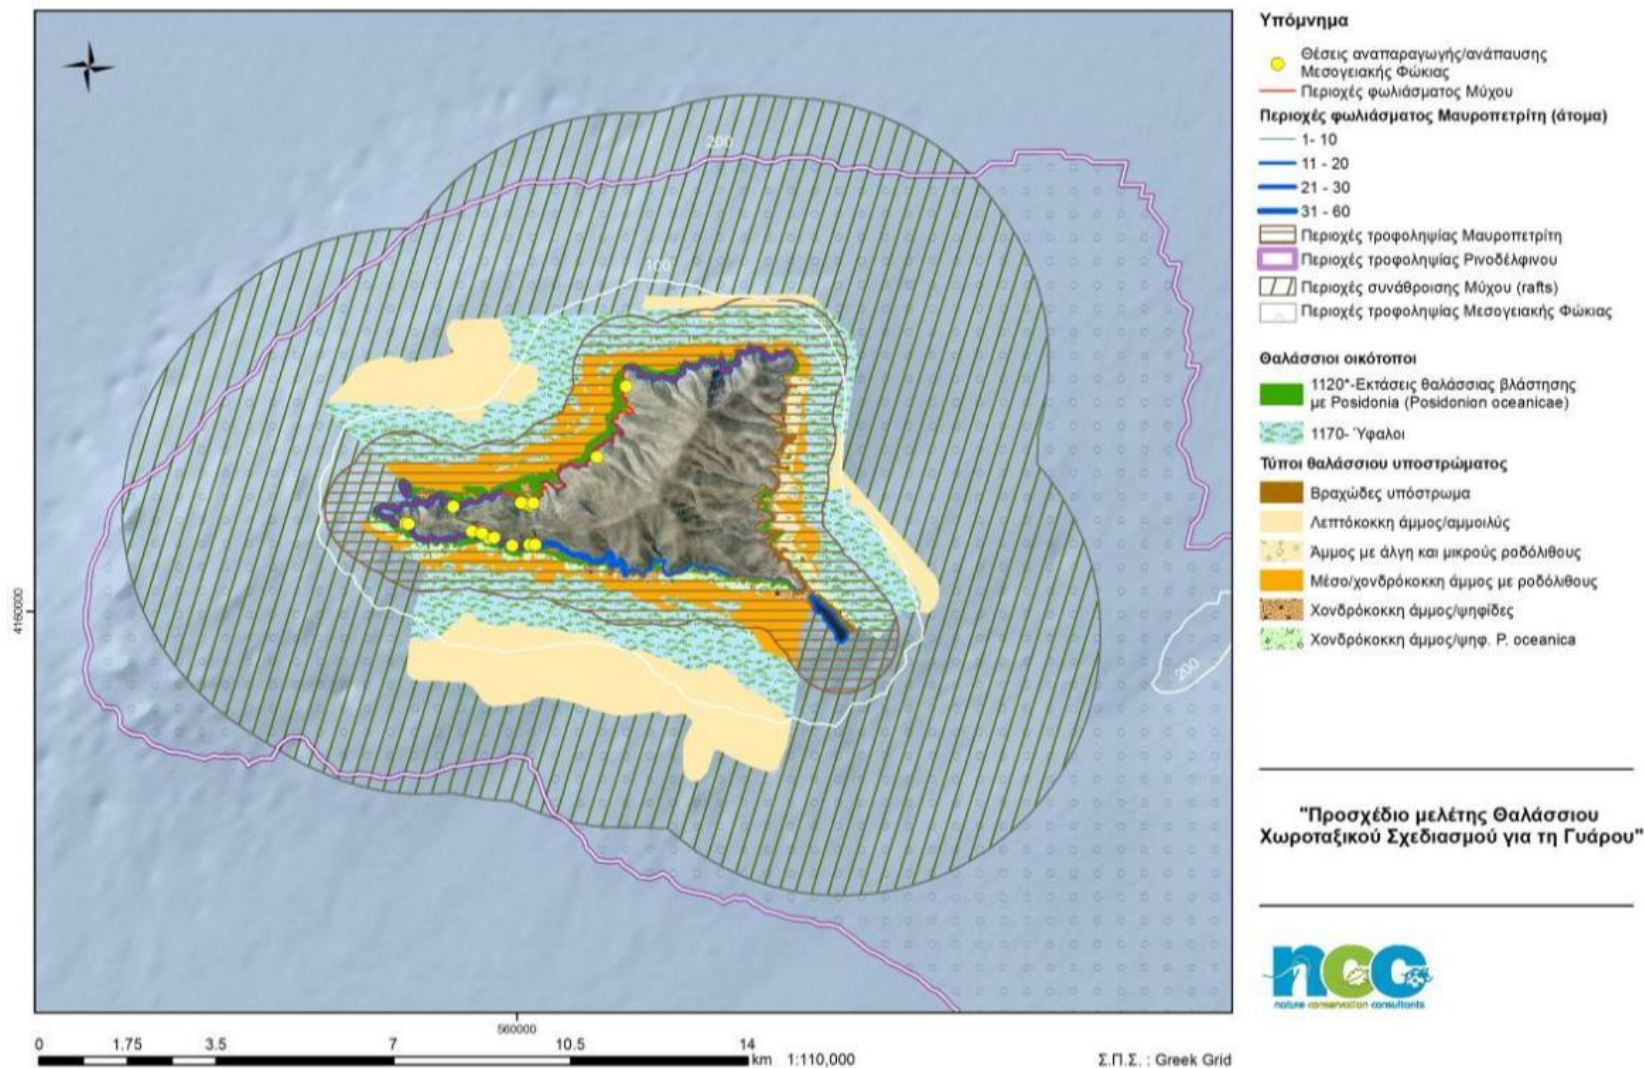 200
100
200
4160000
560000
0 1.75 3.5 7 10.5 14
km 1:110,000
Σ.Π.Σ. : Greek Grid
Υπόμνημα
Θέσεις αναπαραγωγής/ανάπαυσης
Μεσογειακής Φώκιας
Περιοχές φωλιάσματος Μύχου
Περιοχές φωλιάσματος Μαυροπετρίτη (άτομα)
1- 10
11 - 20
21 - 30
31 - 60
Περιοχές τροφοληψίας Μαυροπετρίτη
Περιοχές τροφοληψίας Ρινοδέλφινου
Περιοχές συνάθροισης Μύχου (rafts)
Περιοχές τροφοληψίας Μεσογειακής Φώκιας
Θαλάσσιοι οικότοποι
1120*-Εκτάσεις θαλάσσιας βλάστησης
με Posidonia (Posidonion oceanicae)
1170- Ύφαλοι
Τύποι θαλάσσιου υποστρώματος
Βραχώδες υπόστρωμα
Λεπτόκοκκη άμμος/αμμοιλύς
Άμμος με άλγη και μικρούς ροδόλιθους
Μέσο/χονδρόκοκκη άμμος με ροδόλιθους
Χονδρόκοκκη άμμος/ψηφίδες
Χονδρόκοκκη άμμος/ψηφ. P. oceanica
"Προσχέδιο μελέτης Θαλάσσιου
Χωροταξικού Σχεδιασμού για τη Γυάρου"
ncc
nature conservation consultants